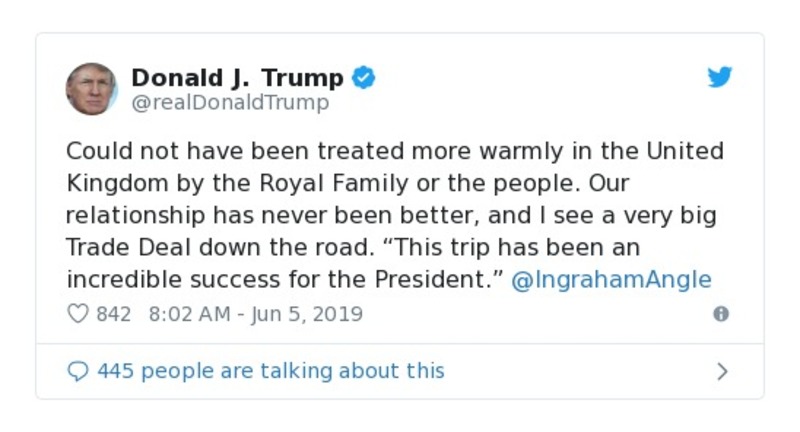 Donald J. Trump
@realDonaldTrump
Could not have been treated more warmly in the United
Kingdom by the Royal Family or the people. Our
relationship has never been better, and I see a very big
Trade Deal down the road. “This trip has been an
incredible success for the President.” @IngrahamAngle
842 8:02 AM - Jun 5, 2019
445 people are talking about this